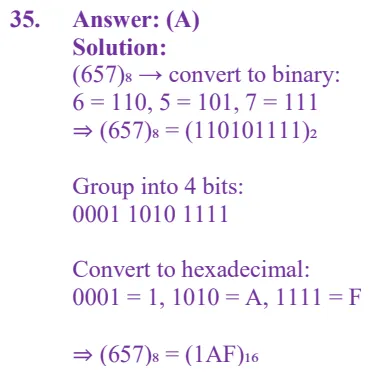 35. Answer: (A)
Solution:
(657)₈ → convert to binary:
6 = 110, 5 = 101, 7 = 111
⇒ (657)₈ = (110101111)₂
Group into 4 bits:
0001 1010 1111
Convert to hexadecimal:
0001 = 1, 1010 = A, 1111 = F
⇒ (657)₈ = (1AF)₁₆